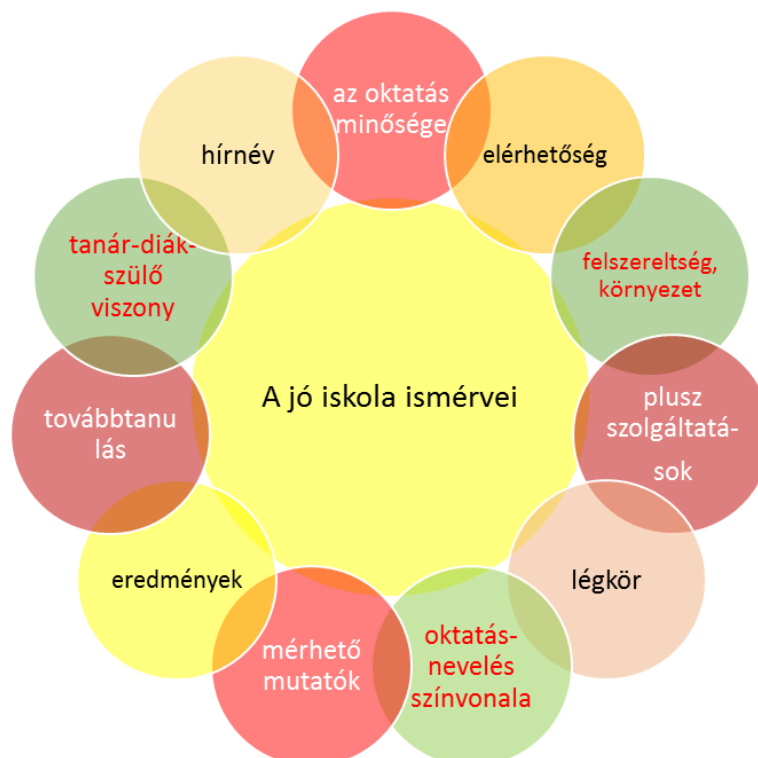 az oktatás
minősége
elérhetőség
felszereltség,
környezet
plusz
szolgáltatá-
sok
légkör
oktatás-
nevelés
színvonala
mérhető
mutatók
eredmények
továbbtanu
lás
tanár-diák-
szülő
viszony
hírnév
A jó iskola ismérvei